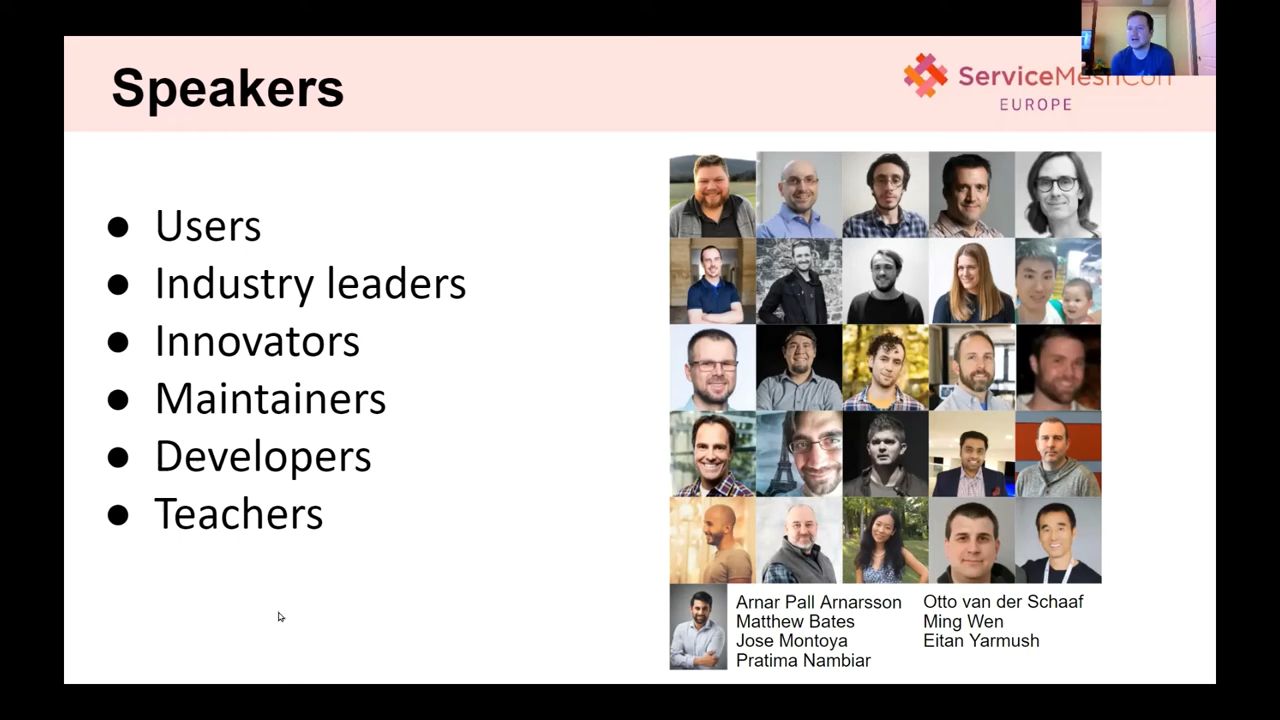 Speakers
ServiceMeshCon
EUROPE
● Users
● Industry leaders
● Innovators
● Maintainers
● Developers
● Teachers
Arnar Pall Arnarsson
Matthew Bates
Jose Montoya
Pratima Nambiar
Otto van der Schaaf
Ming Wen
Eitan Yarmush